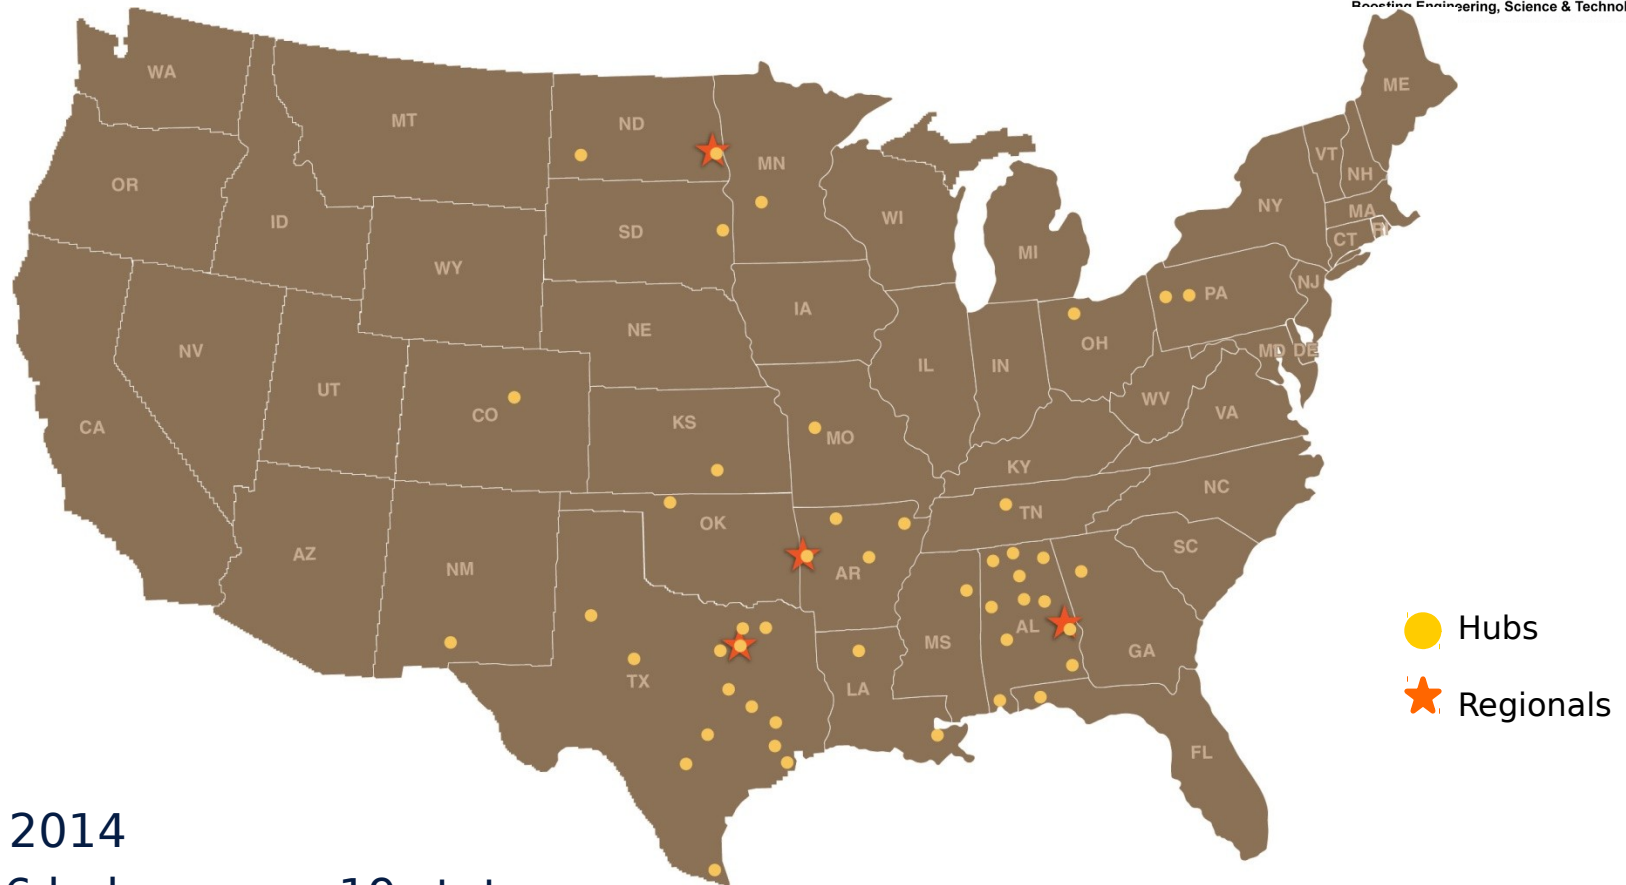 Boosting Engineering, Science & Technol
WA
MT
ND
MN
OR
ID
SD
WY
WI
MI
ME
VT
NH
NY
MA
CT
RI
PA
NJ
IA
NE
NV
UT
CO
CA
IL
IN
OH
MD
DE
WV
VA
KS
MO
KY
NC
TN
OK
AR
SC
AZ
NM
MS
AL
GA
TX
LA
FL
Hubs
Regionals
2014